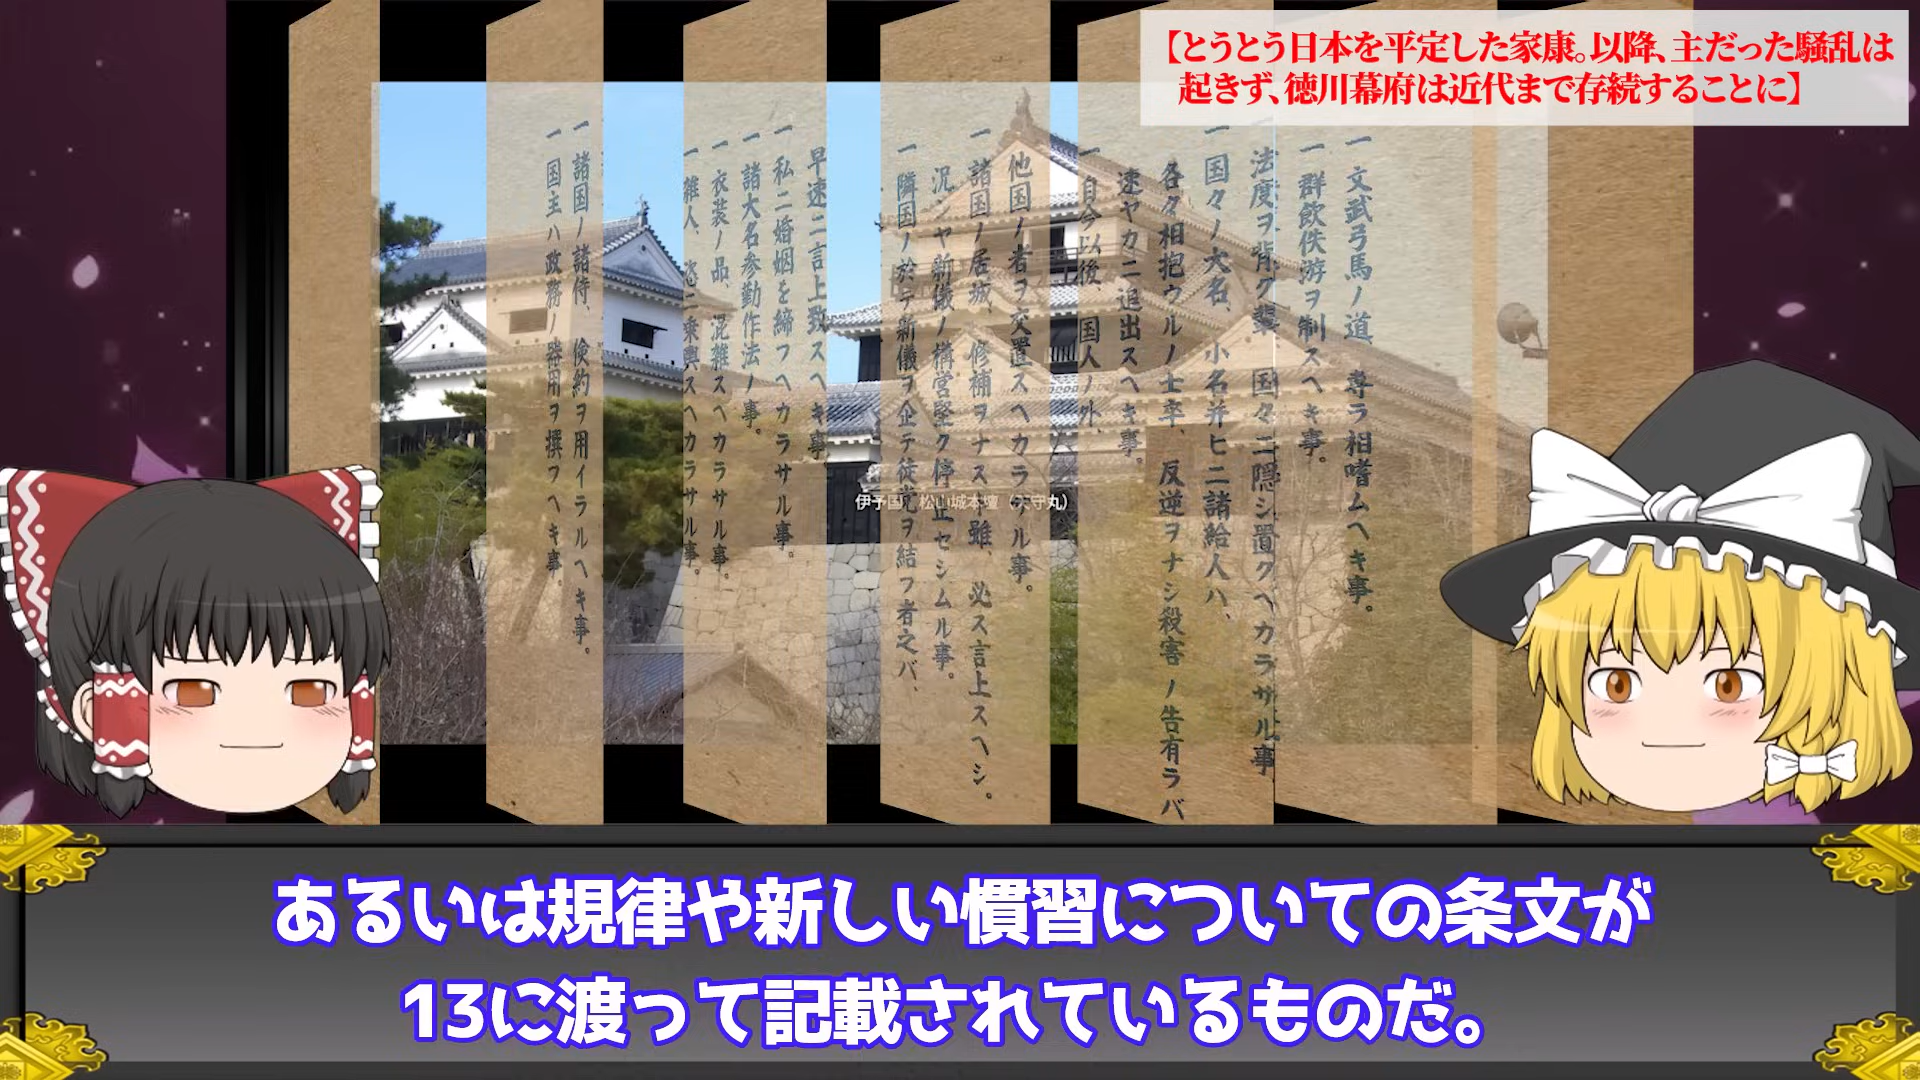 【とうとう日本を平定した家康。以降、主だった騒乱は
起きず、徳川幕府は近代まで存続することに】
一 文武弓馬ノ道、専ラ相嗜ムヘキ事。
一 群飲佚游ヲ制スヘキ事。
法度ヲ背ク輩、国々ニ隠シ置クヘカラサル事
一 国々ノ大名、小名并ヒニ諸給人ハ、
各々相抱ウルノ士卒、反逆ヲナシ殺害ノ告有ラバ
速ヤカニ追出スヘキ事。
一 自今以後、国人ノ外、
他国ノ者ヲ交置スヘカラサル事。
一 諸国ノ居城、修補ヲナスト雖、必ス言上スヘシ。
況ンヤ新儀ノ構営堅ク停止セシムル事。
一 隣国ノ於テ新儀ヲ企テ徒党ヲ結フ者之バ、
早速ニ言上致スヘキ事。
一 私ニ婚姻を締フヘカラサル事。
一 諸大名参勤作法ノ事。
一 衣装ノ品、混雑スヘカラサル事。
一 雑人、恣ニ乗輿スヘカラサル事。
一 諸国ノ諸侍、倹約ヲ用イラルヘキ事。
一 国主ハ政務ノ器用ヲ撰フヘキ事。
伊予国 松山城本壇（天守丸）
あるいは規律や新しい慣習についての条文が
13に渡って記載されているものだ。